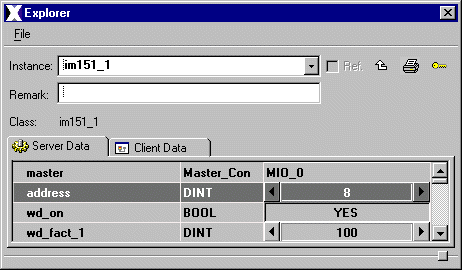 Explorer
File
Instance: im151_1 Ref.
Remark:
Class: im151_1
Server Data Client Data
master Master_Con MIO_0
address DINT 8
wd_on BOOL YES
wd_fact_1 DINT 100